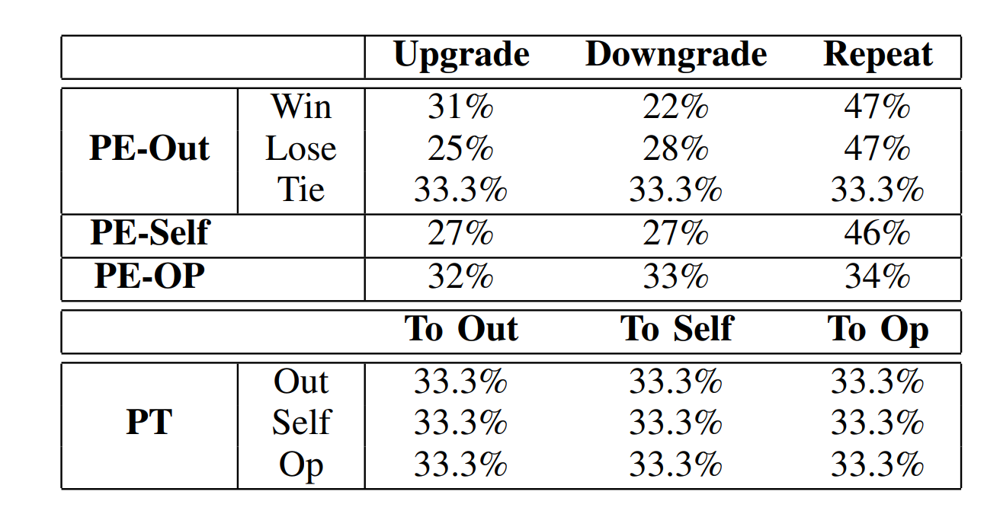 Upgrade Downgrade Repeat
Win 31% 22% 47%
PE-Out Lose 25% 28% 47%
Tie 33.3% 33.3% 33.3%
PE-Self 27% 27% 46%
PE-OP 32% 33% 34%
To Out To Self To Op
Out 33.3% 33.3% 33.3%
PT Self 33.3% 33.3% 33.3%
Op 33.3% 33.3% 33.3%